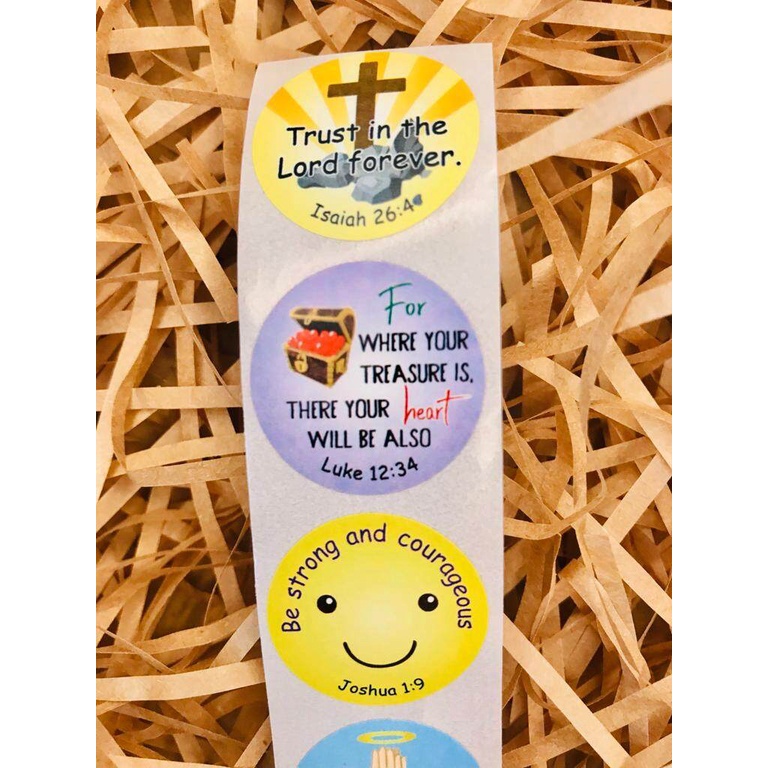 Trust in the
Lord forever.
Isaiah 26:4
For
WHERE YOUR
TREASURE IS,
THERE YOUR heart
WILL BE ALSO
Luke 12:34
Be strong and courageous
Joshua 1:9